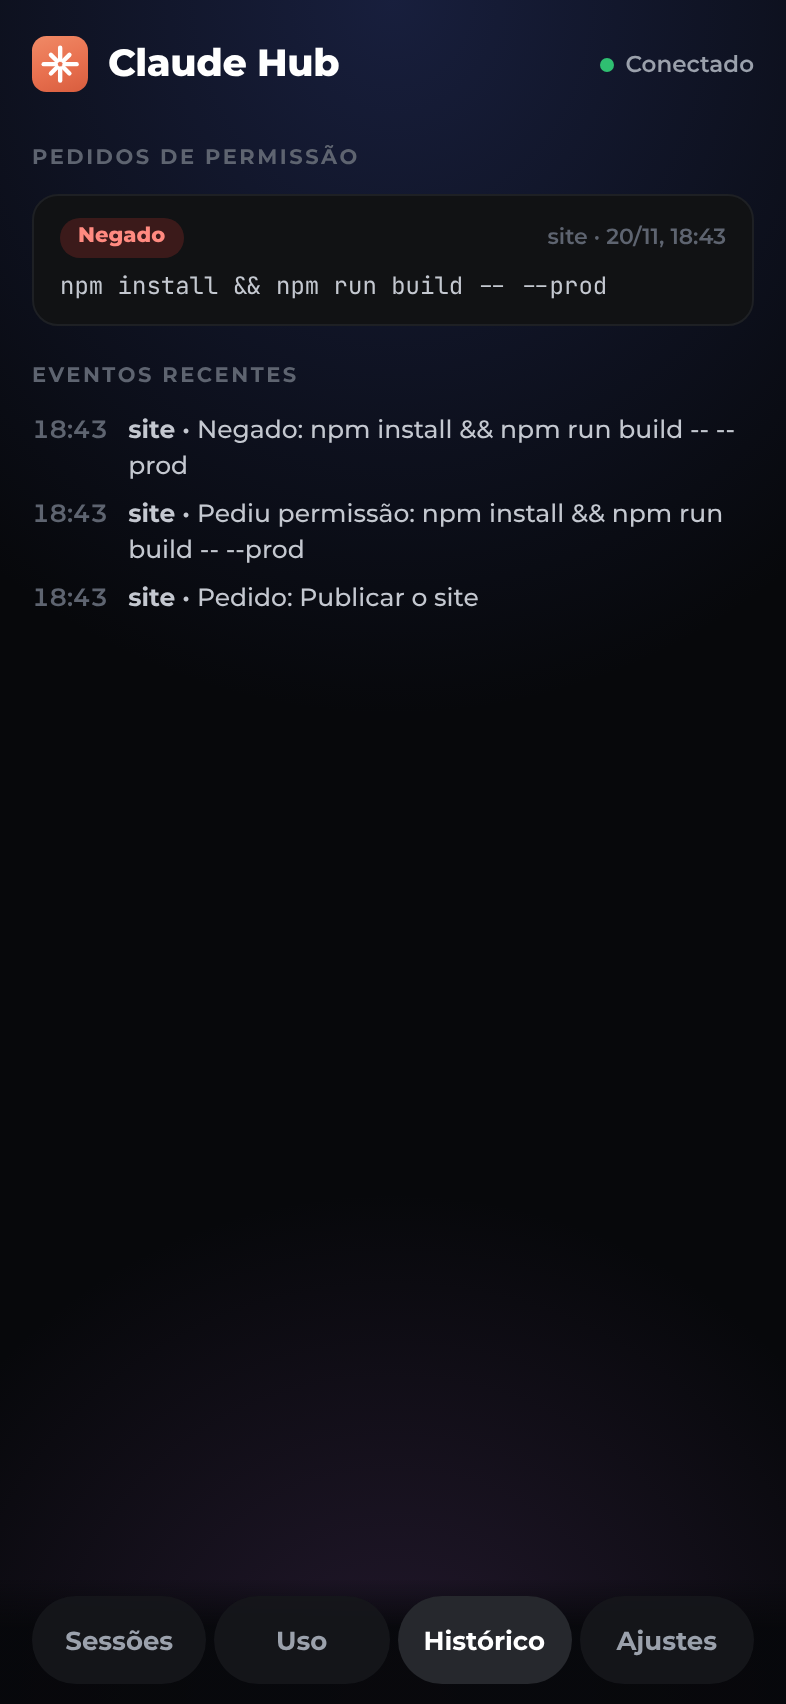 Claude Hub
Conectado
PEDIDOS DE PERMISSÃO
Negado
site · 20/11, 18:43
npm install && npm run build -- --prod
EVENTOS RECENTES
18:43 site • Negado: npm install && npm run build -- --
prod
18:43 site • Pediu permissão: npm install && npm run
build -- --prod
18:43 site • Pedido: Publicar o site
Sessões
Uso
Histórico
Ajustes